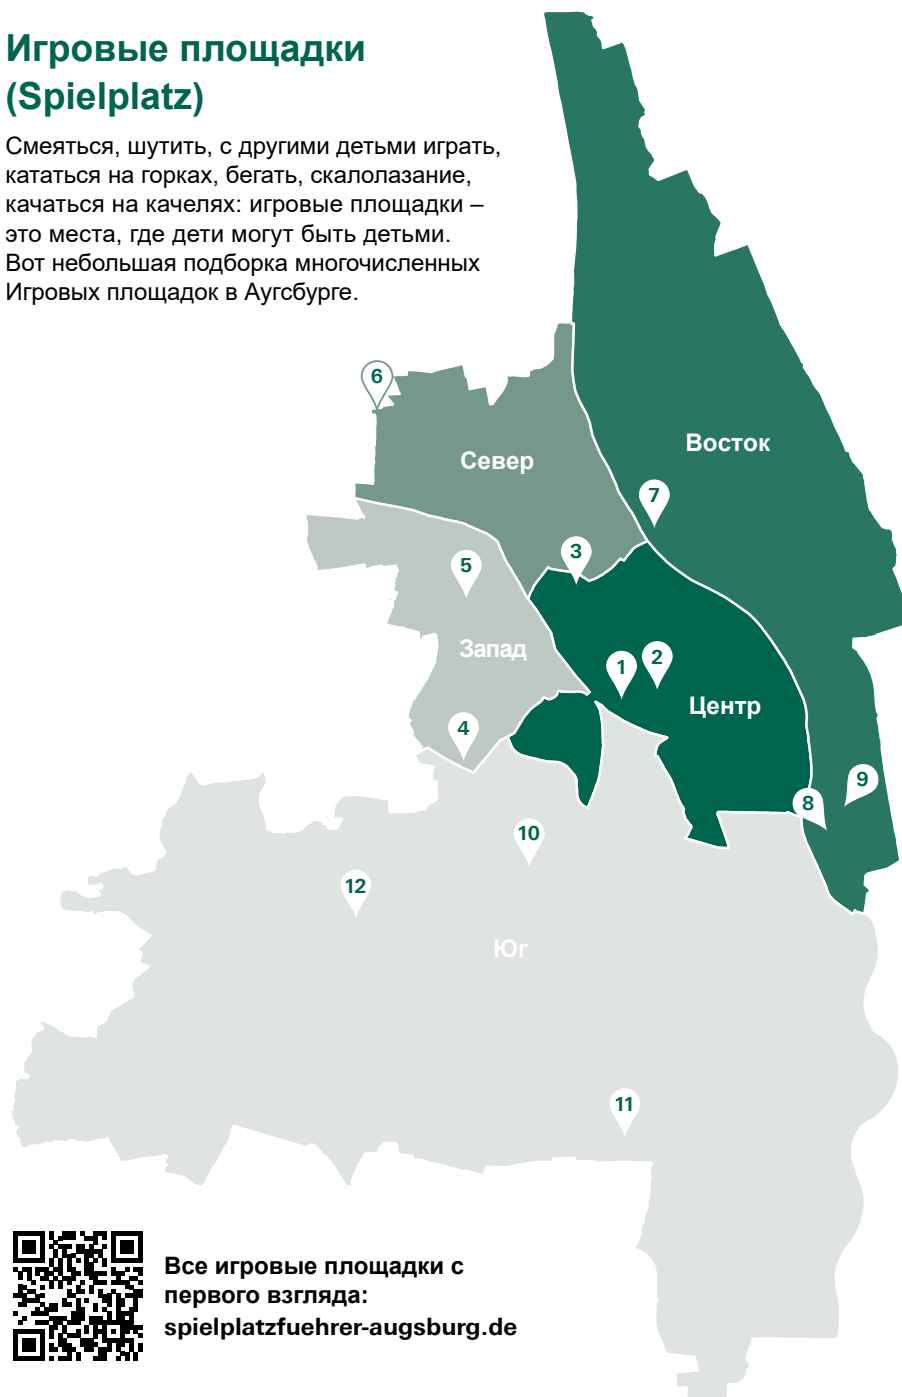 Игровые площадки
(Spielplatz)
Смеяться, шутить, с другими детьми играть,
кататься на горках, бегать, скалолазание,
качаться на качелях: игровые площадки –
это места, где дети могут быть детьми.
Вот небольшая подборка многочисленных
Игровых площадок в Аугсбурге.
6
Восток
Север
7
3
5
Запад
1
2
Центр
4
9
8
10
12
Юг
11
Все игровые площадки с
первого взгляда:
spielplatzfuehrer-augsburg.de